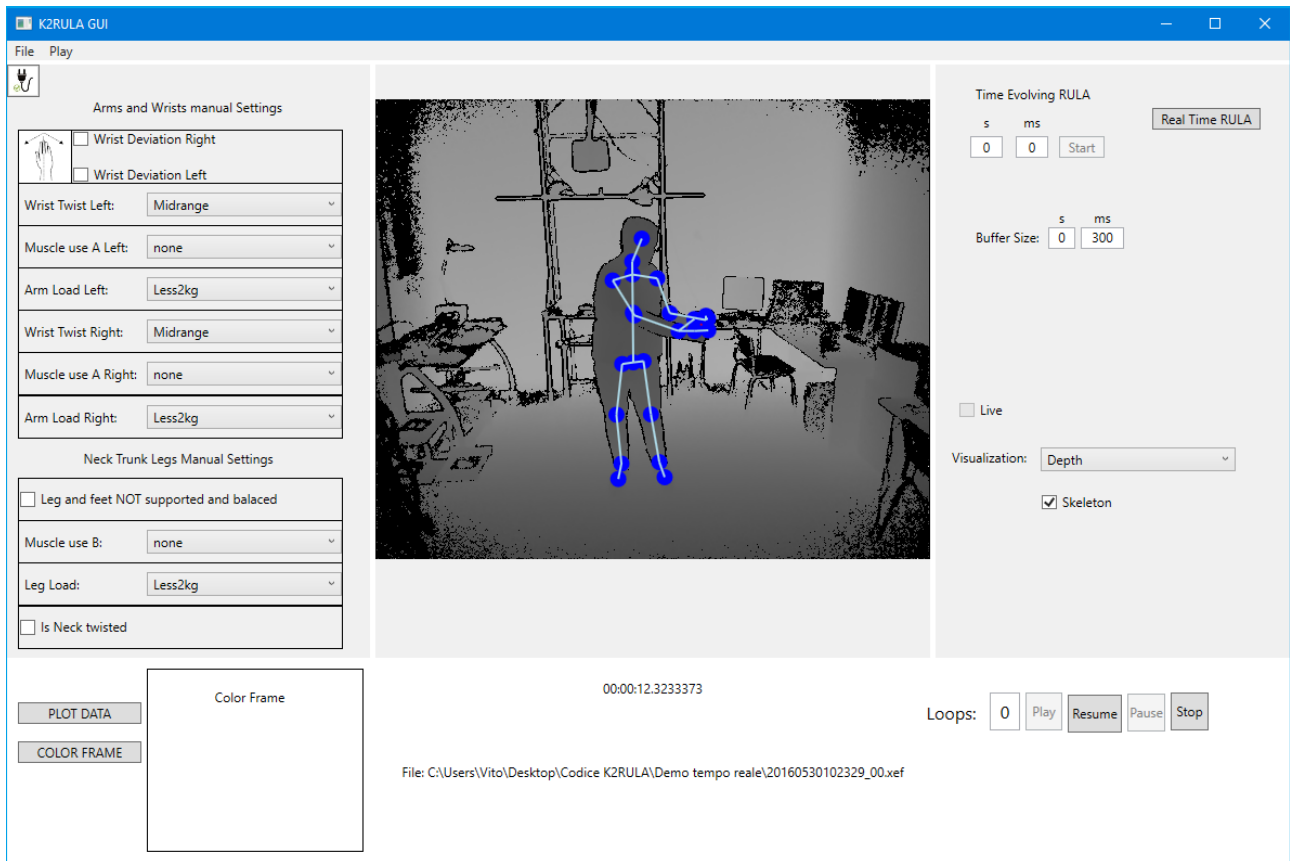 K2RULA GUI
File Play
Arms and Wrists manual Settings
Wrist Deviation Right
Wrist Deviation Left
Wrist Twist Left: Midrange
Muscle use A Left: none
Arm Load Left: Less2kg
Wrist Twist Right: Midrange
Muscle use A Right: none
Arm Load Right: Less2kg
Neck Trunk Legs Manual Settings
Leg and feet NOT supported and balaced
Muscle use B: none
Leg Load: Less2kg
Is Neck twisted
Time Evolving RULA
Real Time RULA
s ms
0 0 Start
s ms
Buffer Size: 0 300
Live
Visualization: Depth
Skeleton
PLOT DATA
COLOR FRAME
Color Frame
00:00:12.3233373
File: C:\Users\Vito\Desktop\Codice K2RULA\Demo tempo reale\20160530102329_00.xef
Loops: 0 Play Resume Pause Stop